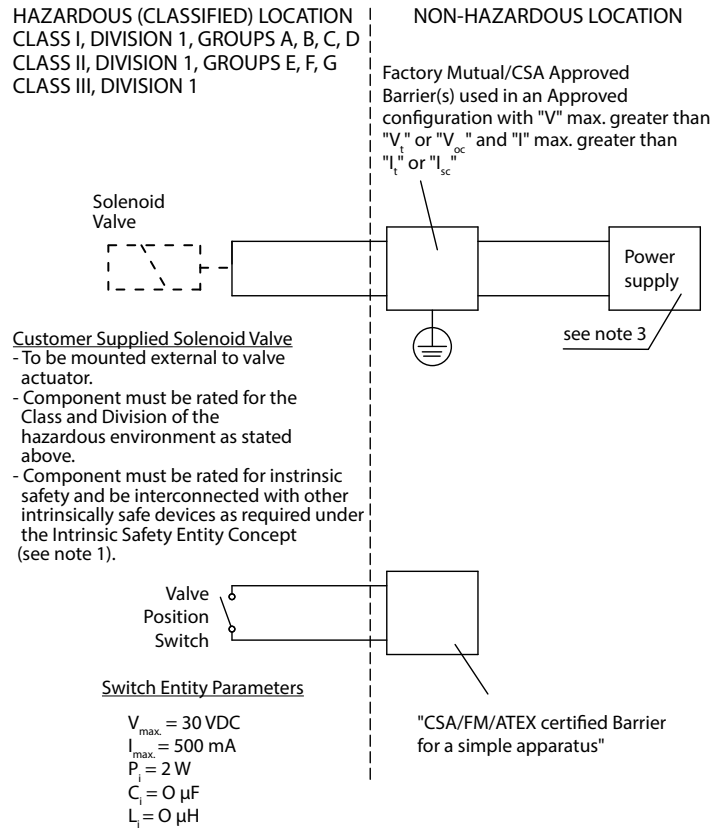 HAZARDOUS (CLASSIFIED) LOCATION
CLASS I, DIVISION 1, GROUPS A, B, C, D
CLASS II, DIVISION 1, GROUPS E, F, G
CLASS III, DIVISION 1
NON-HAZARDOUS LOCATION
Factory Mutual/CSA Approved
Barrier(s) used in an Approved
configuration with "V" max. greater than
"Vt" or "Voc" and "I" max. greater than
"It" or "Isc"
Solenoid
Valve
Power
supply
see note 3
Customer Supplied Solenoid Valve
- To be mounted external to valve
actuator.
- Component must be rated for the
Class and Division of the
hazardous environment as stated
above.
- Component must be rated for instrinsic
safety and be interconnected with other
intrinsically safe devices as required under
the Intrinsic Safety Entity Concept
(see note 1).
Valve
Position
Switch
Switch Entity Parameters
Vmax. = 30 VDC
Imax. = 500 mA
Pi = 2 W
Ci = O µF
Li = O µH
"CSA/FM/ATEX certified Barrier
for a simple apparatus"